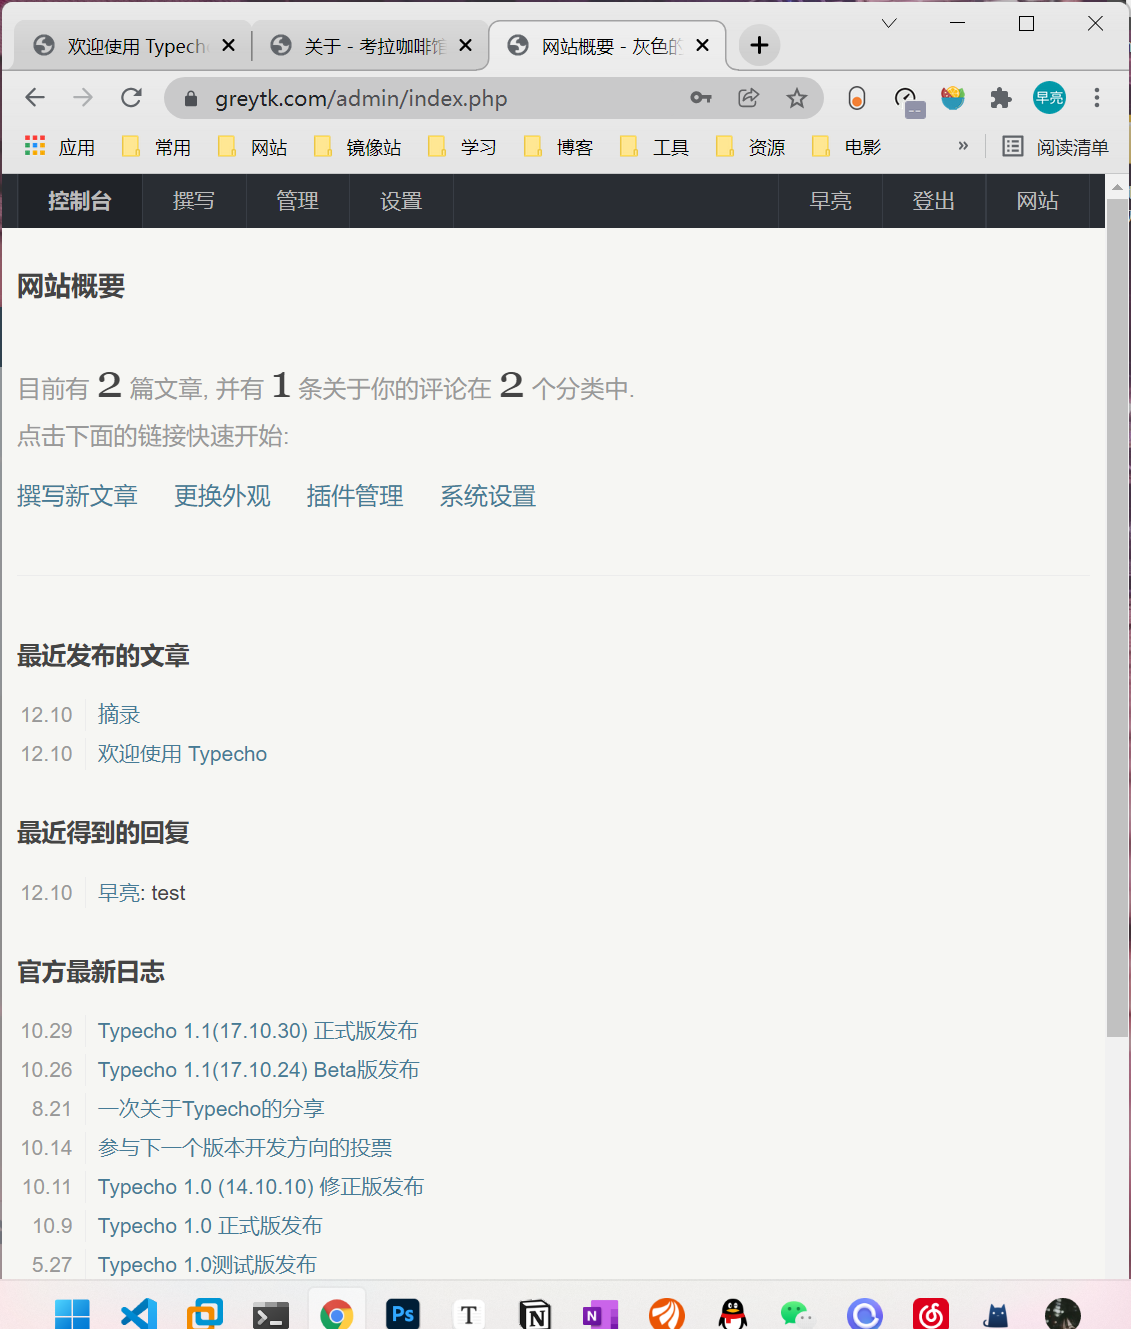 欢迎使用 Typech
关于 - 考拉咖啡馆
网站概要 - 灰色的
greytk.com/admin/index.php
早亮
应用 常用 网站 镜像站 学习 博客 工具 资源 电影 » 阅读清单
控制台 撰写 管理 设置 早亮 登出 网站
网站概要
目前有 2 篇文章, 并有 1 条关于你的评论在 2 个分类中.
点击下面的链接快速开始:
撰写新文章 更换外观 插件管理 系统设置
最近发布的文章
12.10 摘录
12.10 欢迎使用 Typecho
最近得到的回复
12.10 早亮: test
官方最新日志
10.29 Typecho 1.1(17.10.30) 正式版发布
10.26 Typecho 1.1(17.10.24) Beta版发布
8.21 一次关于Typecho的分享
10.14 参与下一个版本开发方向的投票
10.11 Typecho 1.0 (14.10.10) 修正版发布
10.9 Typecho 1.0 正式版发布
5.27 Typecho 1.0测试版发布
Ps T N N